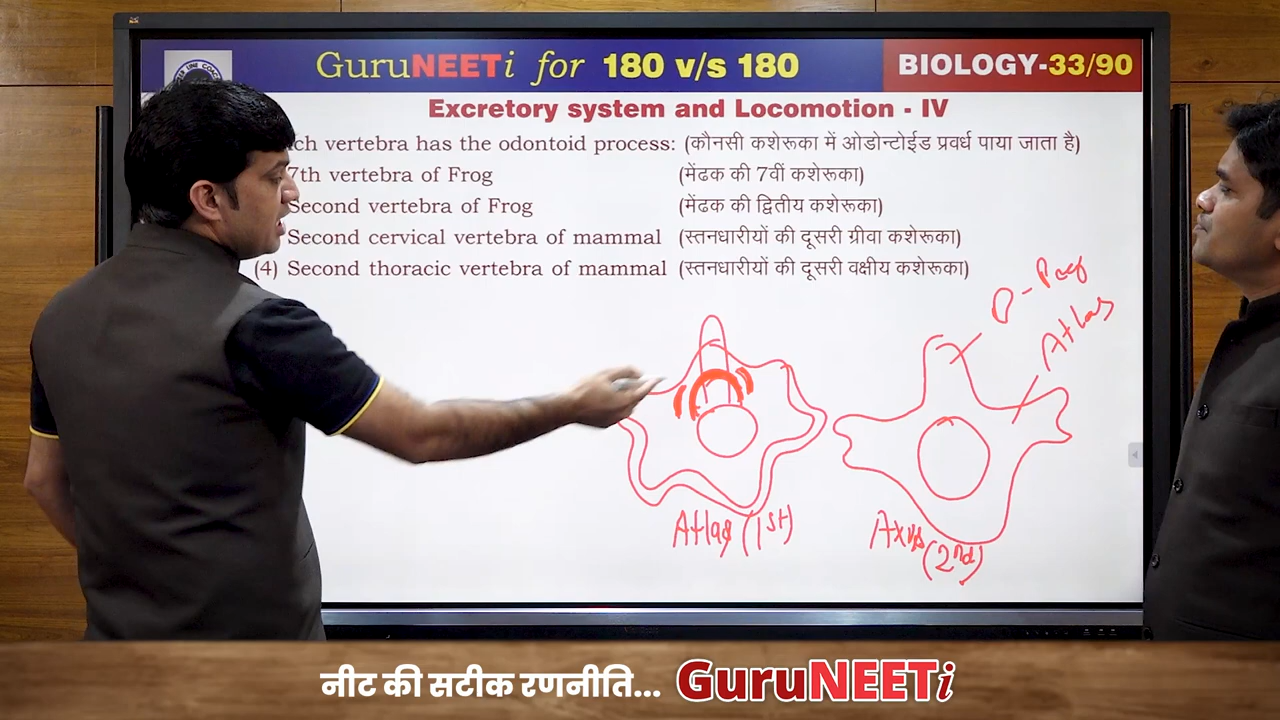 GuruNEETi for 180 v/s 180
BIOLOGY-33/90
Excretory system and Locomotion - IV
ch vertebra has the odontoid process: (कौनसी कशेरूका में ओडोन्टोईड प्रवर्ध पाया जाता है)
7th vertebra of Frog (मेंढक की 7वीं कशेरूका)
Second vertebra of Frog (मेंढक की द्वितीय कशेरूका)
Second cervical vertebra of mammal (स्तनधारीयों की दूसरी ग्रीवा कशेरूका)
(4) Second thoracic vertebra of mammal (स्तनधारीयों की दूसरी वक्षीय कशेरूका)
Atlas
Atlas (1st)
Axis
(2nd)
नीट की सटीक रणनीति... GuruNEETi